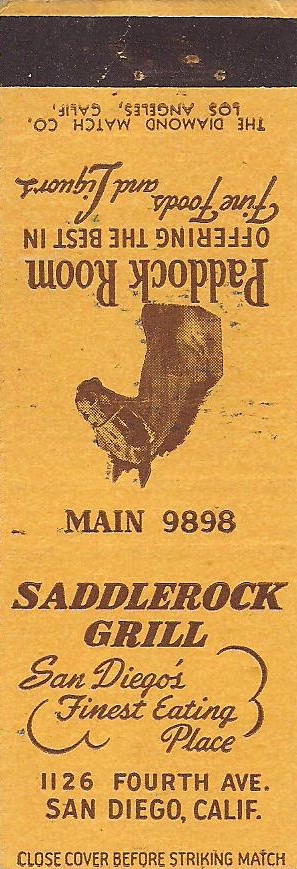 THE DIAMOND MATCH CO.
LOS ANGELES, CALIF.
Paddock Room
OFFERING THE BEST IN
Fine Foods
and Liquors
MAIN 9898
SADDLEROCK
GRILL
San Diego's
Finest Eating
Place
1126 FOURTH AVE.
SAN DIEGO, CALIF.
CLOSE COVER BEFORE STRIKING MATCH